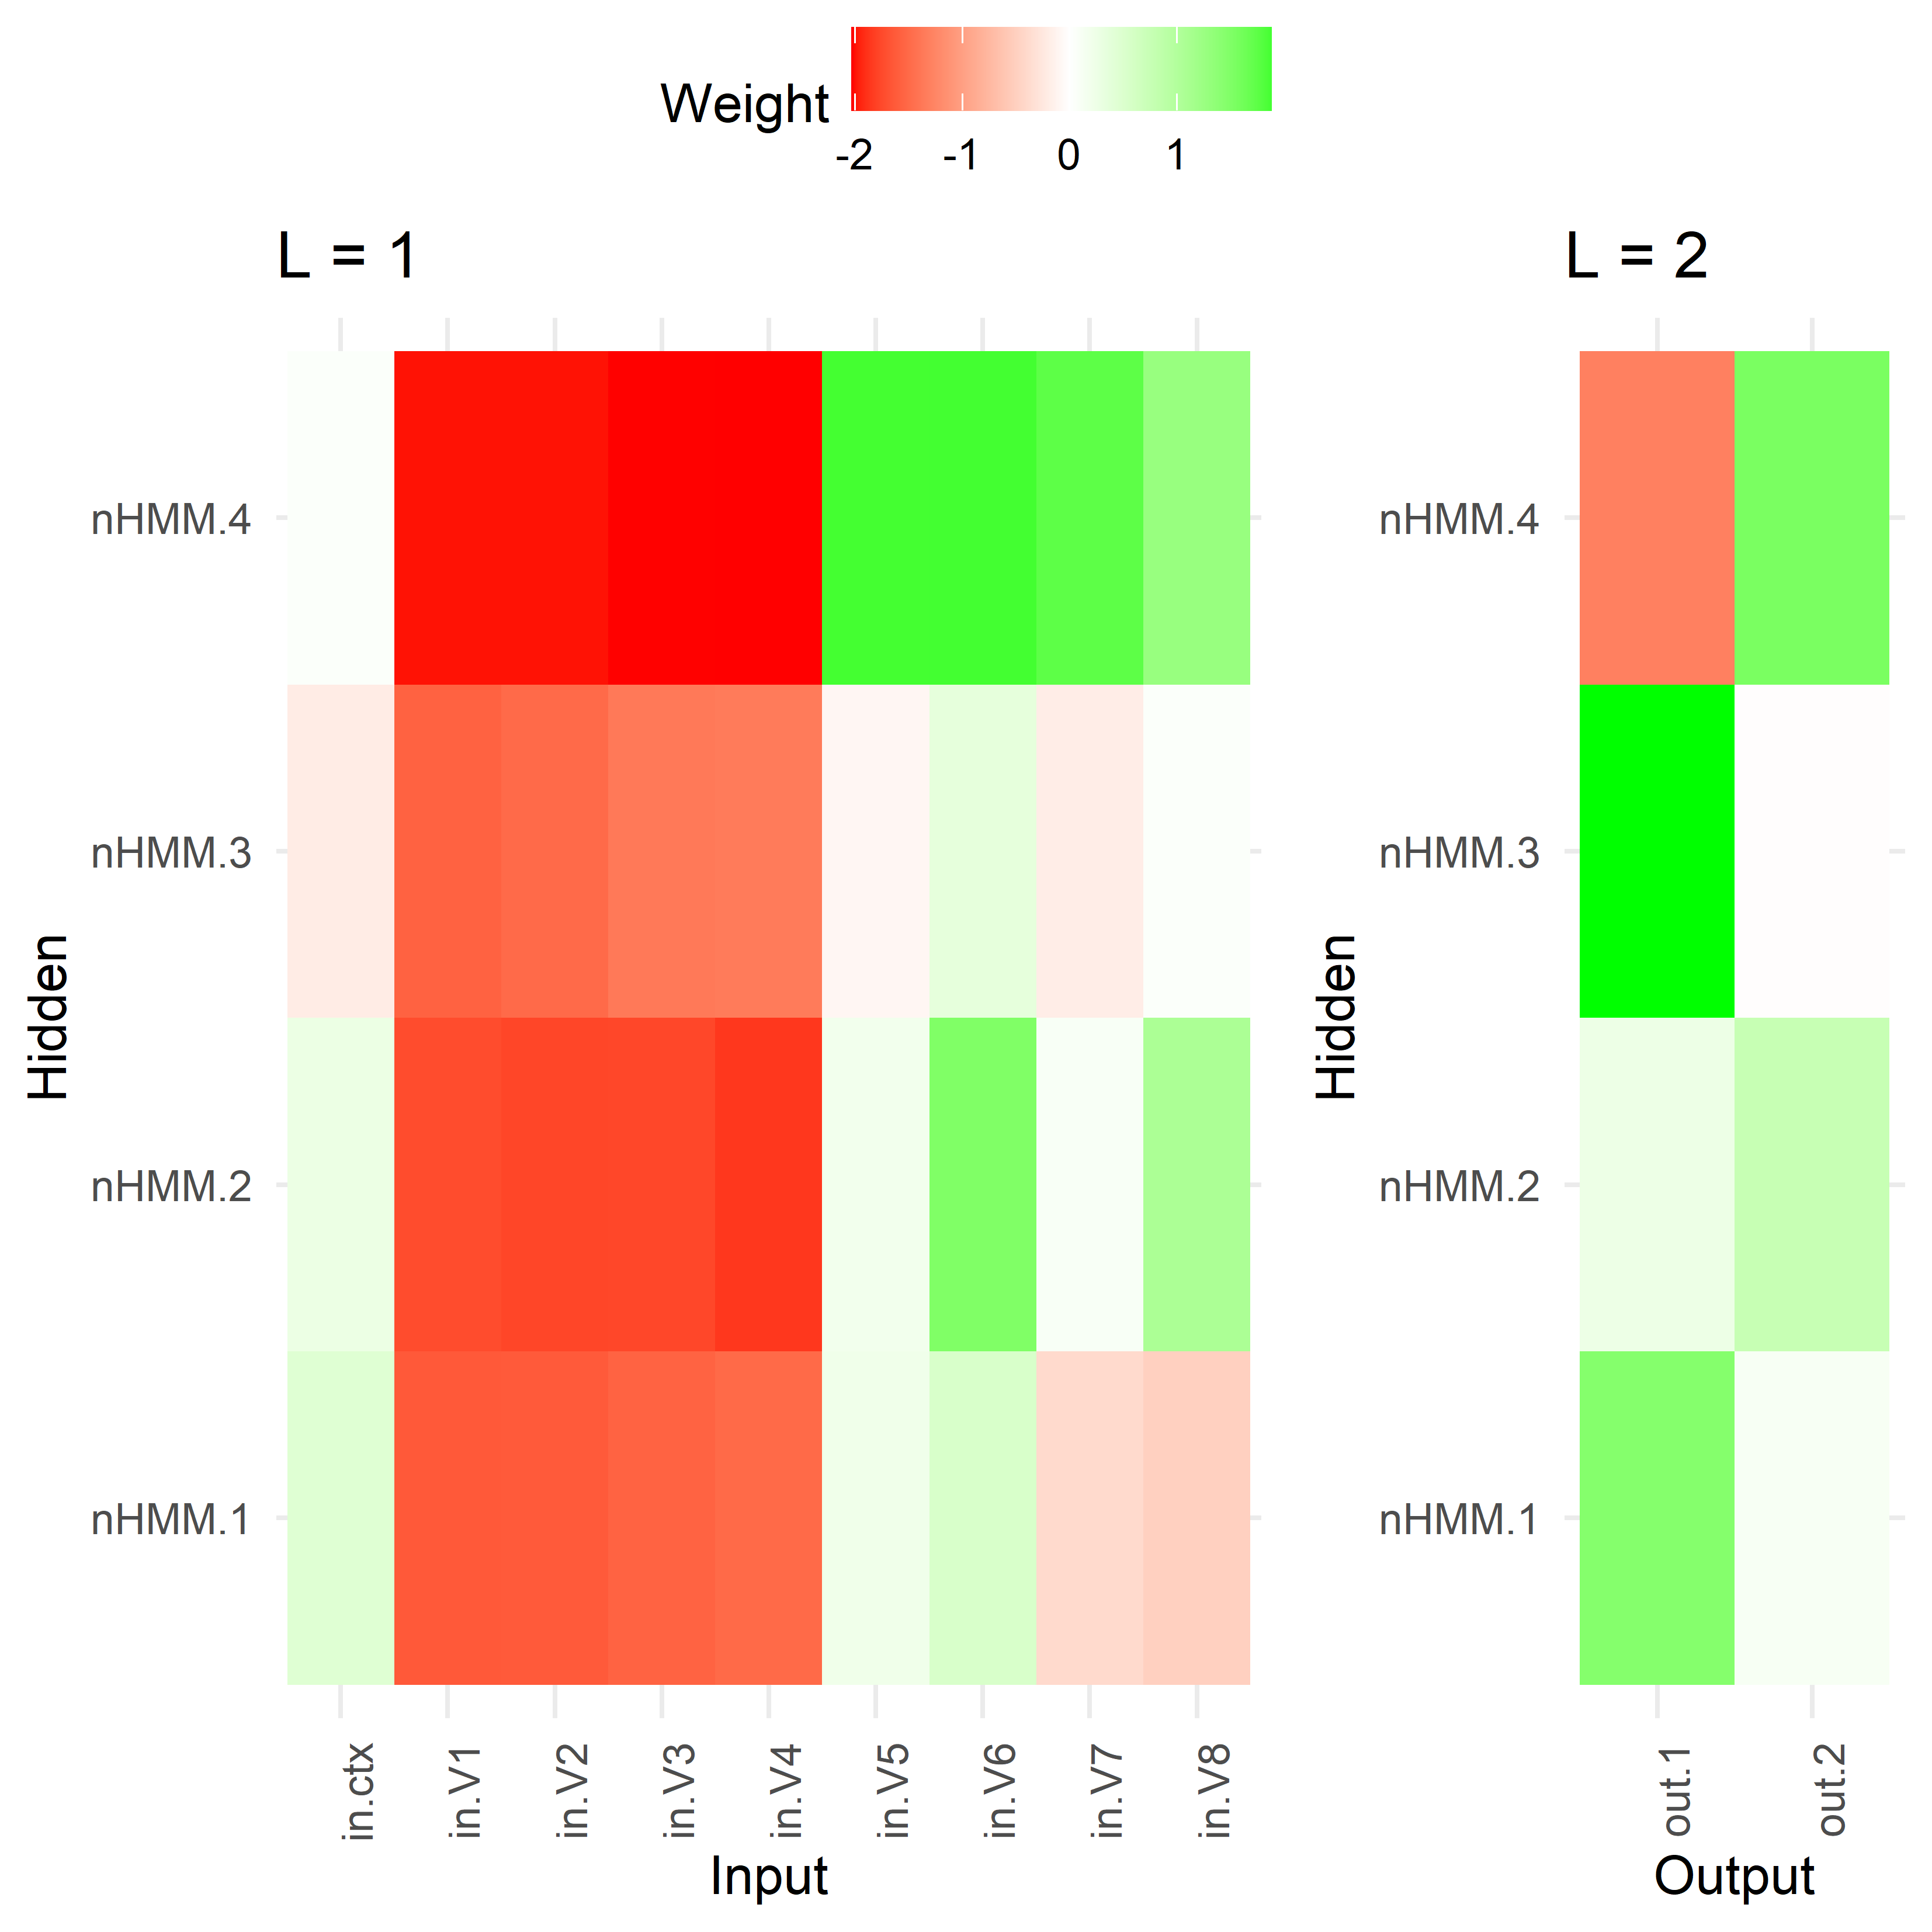 Weight
-2 -1 0 1
L = 1
nHMM.4
nHMM.3
nHMM.2
nHMM.1
Hidden
in.ctx in.V1 in.V2 in.V3 in.V4 in.V5 in.V6 in.V7 in.V8
Input
L = 2
nHMM.4
nHMM.3
nHMM.2
nHMM.1
Hidden
out.1 out.2
Output